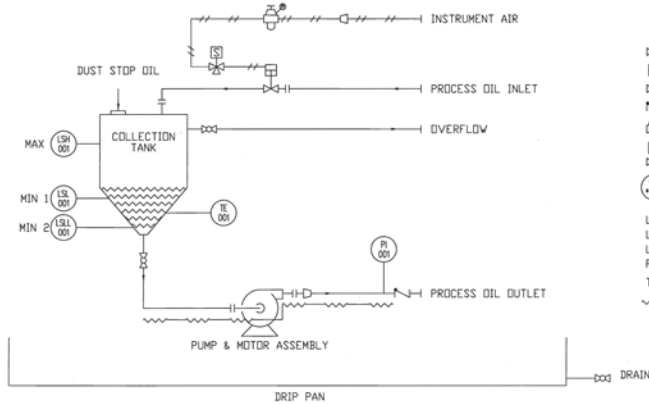 INSTRUMENT AIR
S
DUST STOP OIL
PROCESS OIL INLET
OVERFLOW
COLLECTION
TANK
MAX
LSH
001
MIN 1
LSL
001
TE
001
MIN 2
LSLL
001
PI
001
PROCESS OIL OUTLET
PUMP & MOTOR ASSEMBLY
DRAIN
DRIP PAN